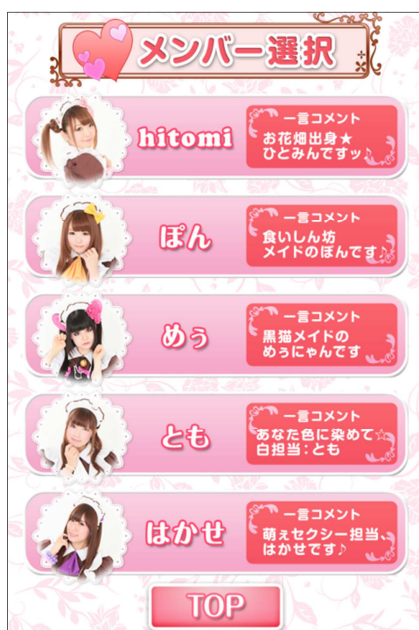 メンバー選択
hitomi
一言コメント
お花畑出身★
ひとみんですッ♪
ぽん
一言コメント
食いしん坊
メイドのぽんです♪
めぅ
一言コメント
黒猫メイドの
めぅにゃんです
とも
一言コメント
あなた色に染めて☆
白担当:とも
はかせ
一言コメント
萌ぇセクシー担当、
はかせです♪
TOP